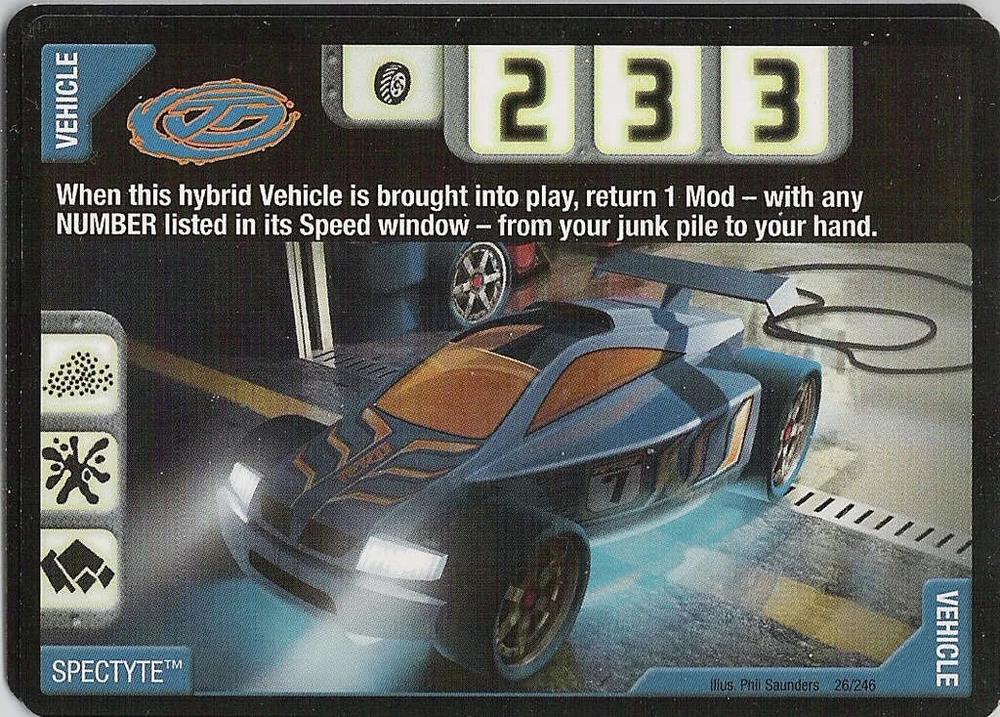 VEHICLE
2 3 3
When this hybrid Vehicle is brought into play, return 1 Mod – with any
NUMBER listed in its Speed window – from your junk pile to your hand.
1
SPECTYTE™
Illus. Phil Saunders 26/246
VEHICLE